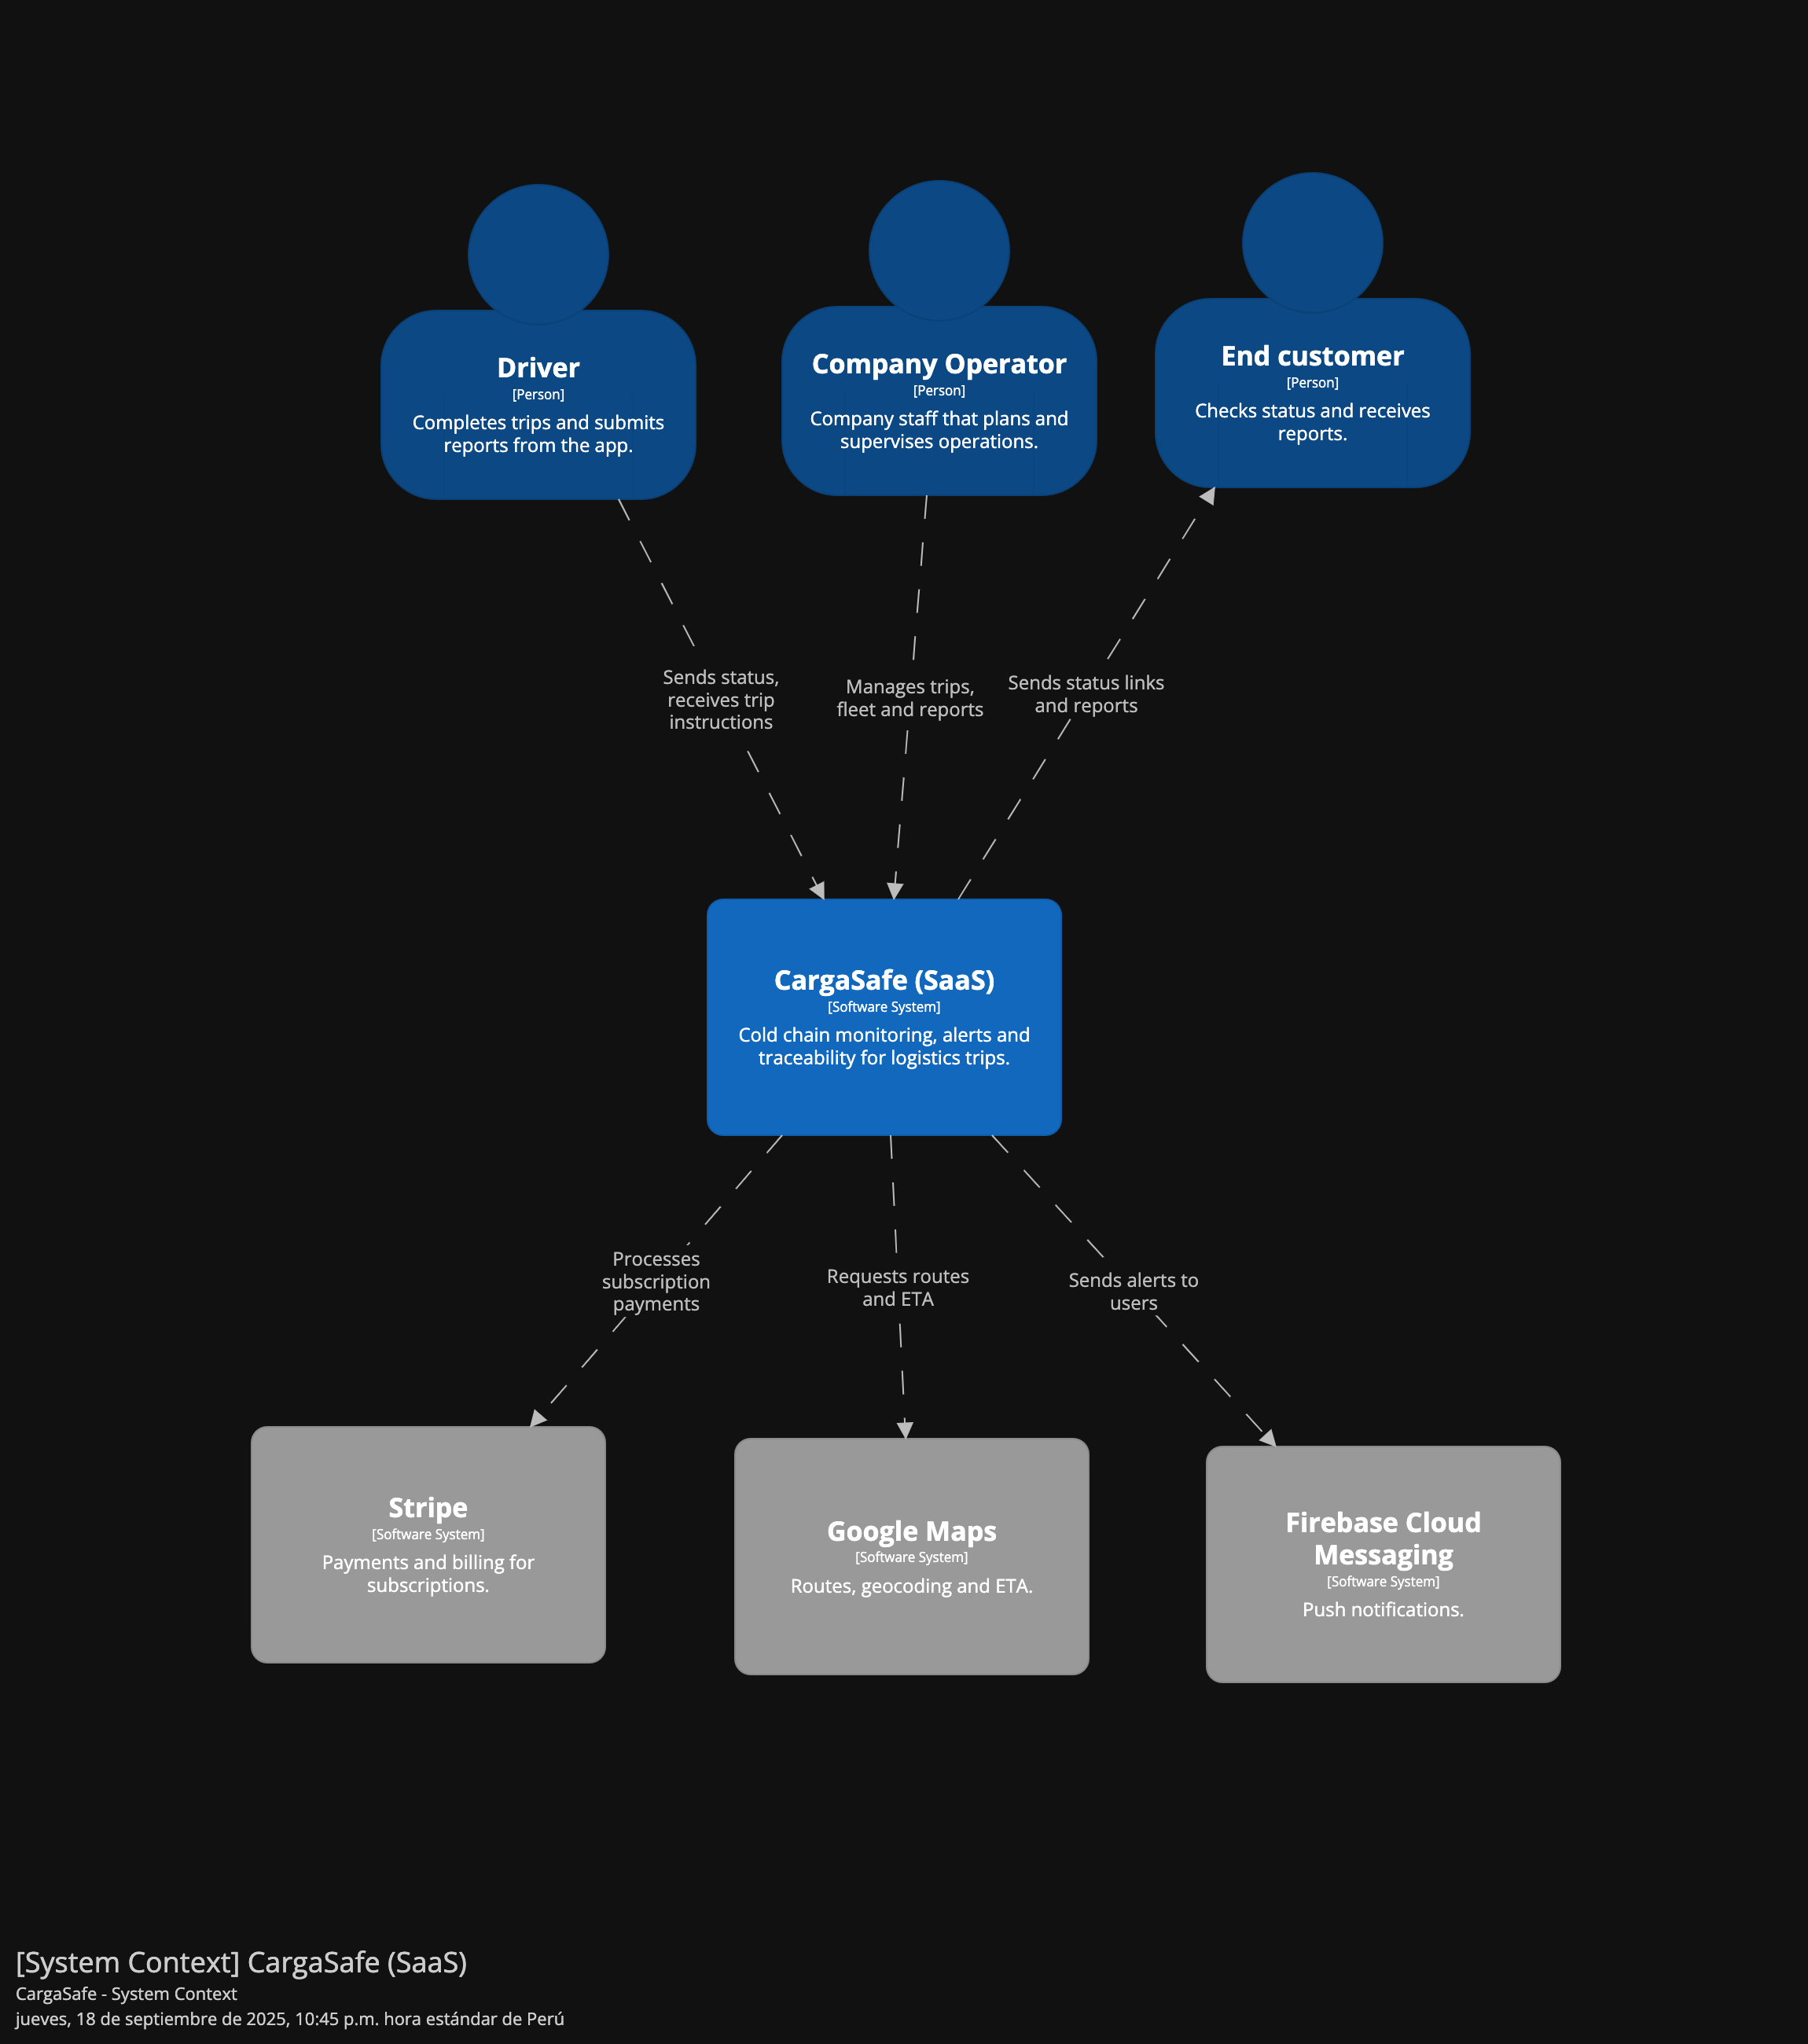 Driver
[Person]
Completes trips and submits
reports from the app.
Company Operator
[Person]
Company staff that plans and
supervises operations.
End customer
[Person]
Checks status and receives
reports.
Sends status,
receives trip
instructions
Manages trips,
fleet and reports
Sends status links
and reports
CargaSafe (SaaS)
[Software System]
Cold chain monitoring, alerts and
traceability for logistics trips.
Processes
subscription
payments
Requests routes
and ETA
Sends alerts to
users
Stripe
[Software System]
Payments and billing for
subscriptions.
Google Maps
[Software System]
Routes, geocoding and ETA.
Firebase Cloud
Messaging
[Software System]
Push notifications.
[System Context] CargaSafe (SaaS)
CargaSafe - System Context
jueves, 18 de septiembre de 2025, 10:45 p.m. hora estándar de Perú